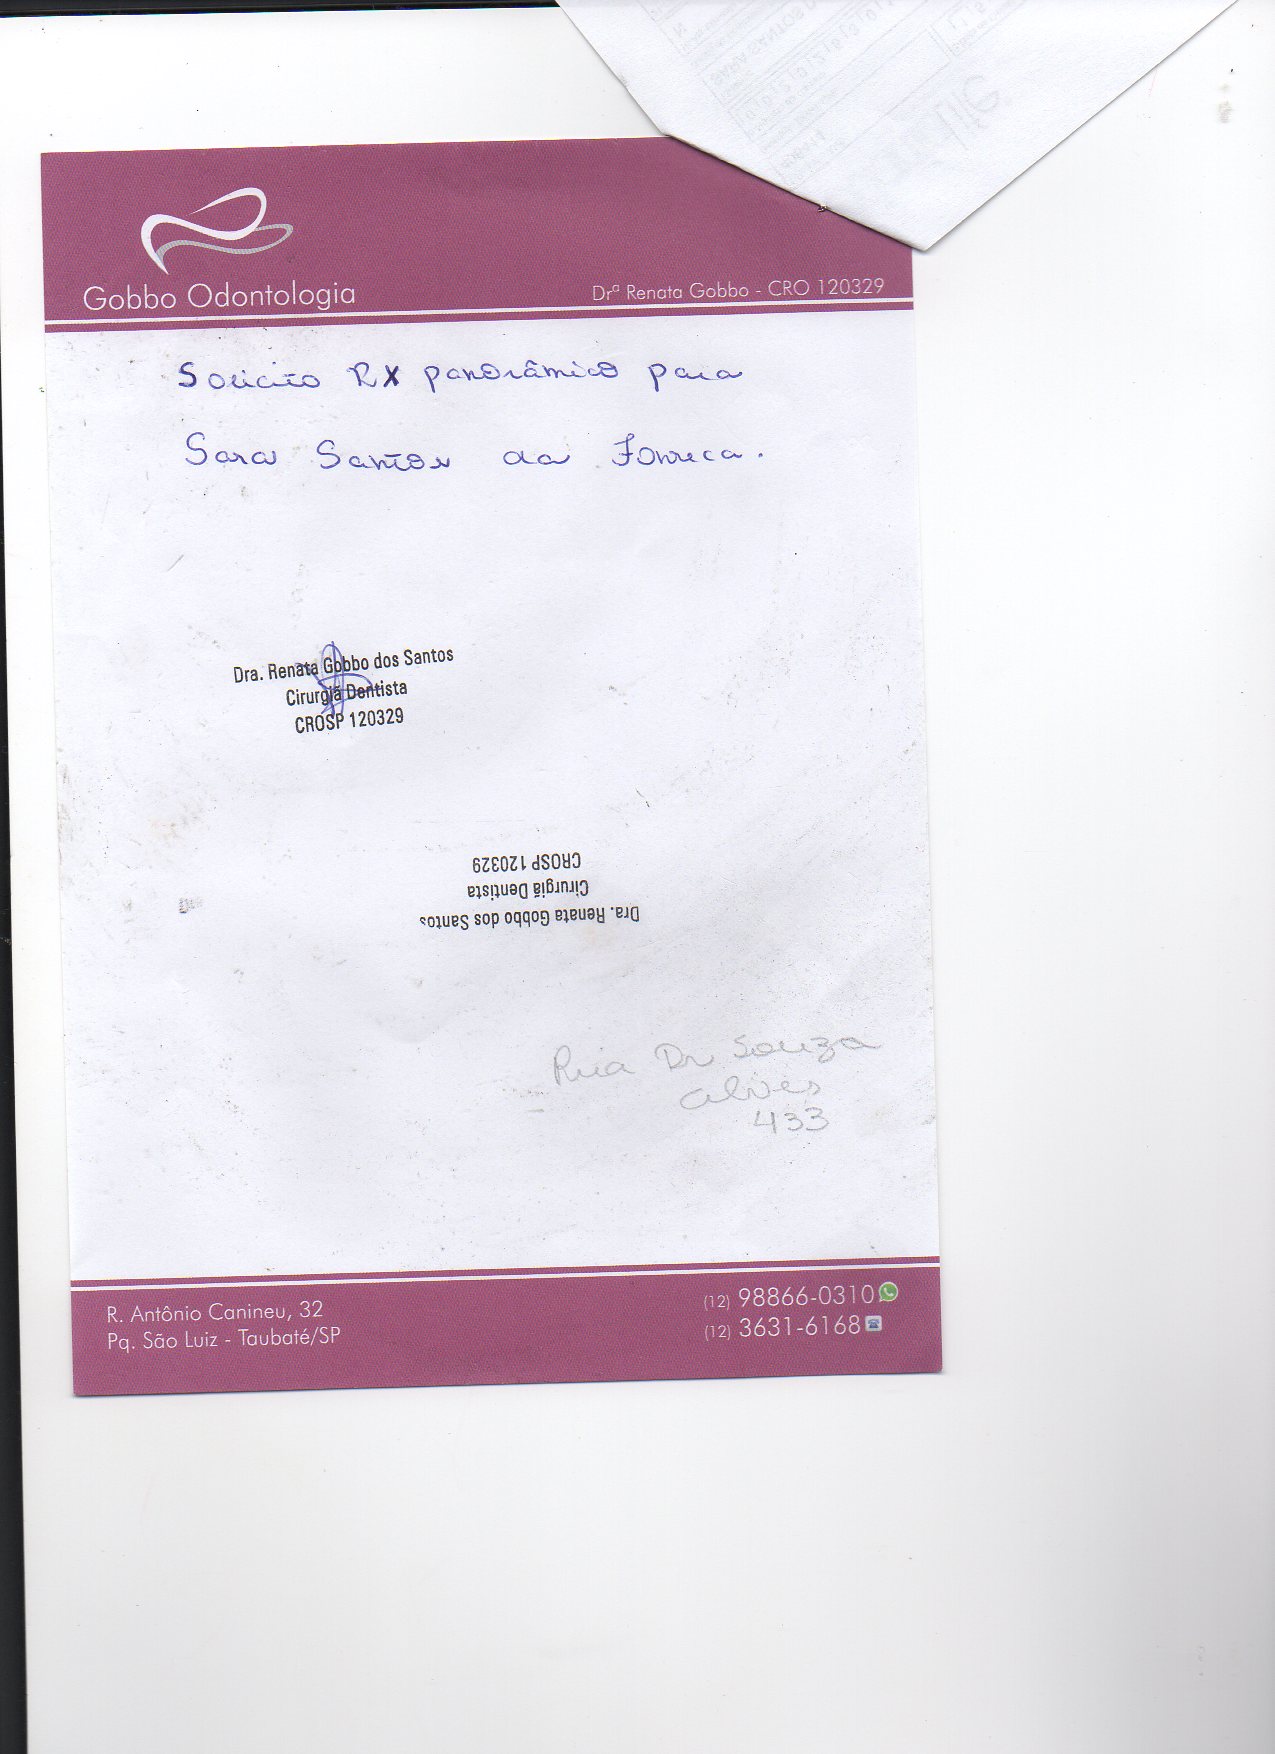 Gobbo Odontologia
Drª Renata Gobbo - CRO 120329
Solicito RX panorâmico para
Sara Santos da Fonseca.
Dra. Renata Gobbo dos Santos
Cirurgiã Dentista
CROSP 120329
Dra. Renata Gobbo dos Santos
Cirurgiã Dentista
CROSP 120329
Rua Dr Souza
Alves
433
R. Antônio Canineu, 32
Pq. São Luiz - Taubaté/SP
(12) 98866-0310
(12) 3631-6168